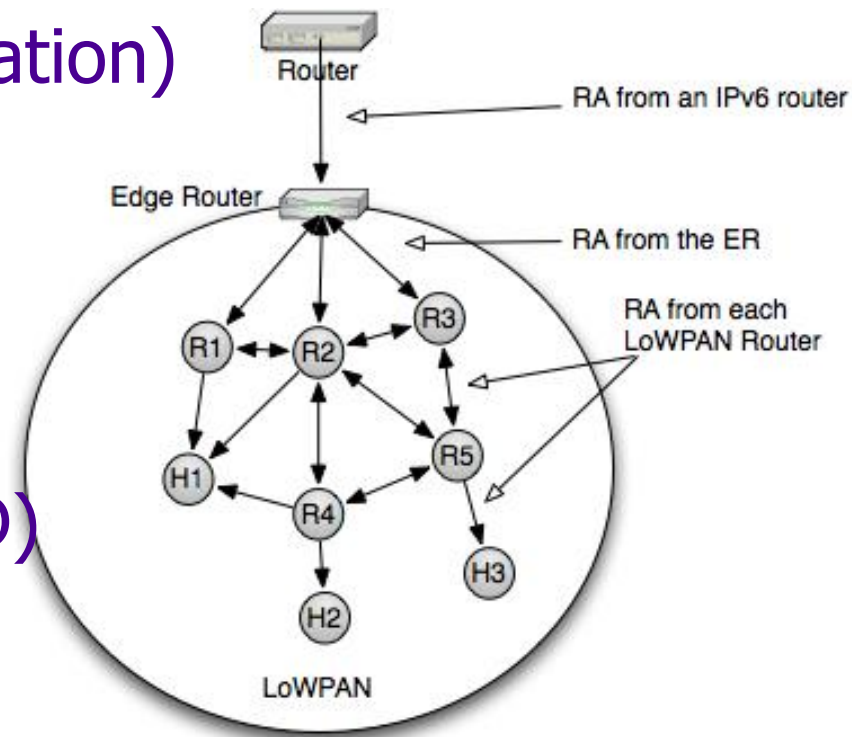 ation)
Router
RA from an IPv6 router
Edge Router
RA from the ER
RA from each
LoWPAN Router
R1
R2
R3
R5
H1
R4
H3
H2
LoWPAN
)